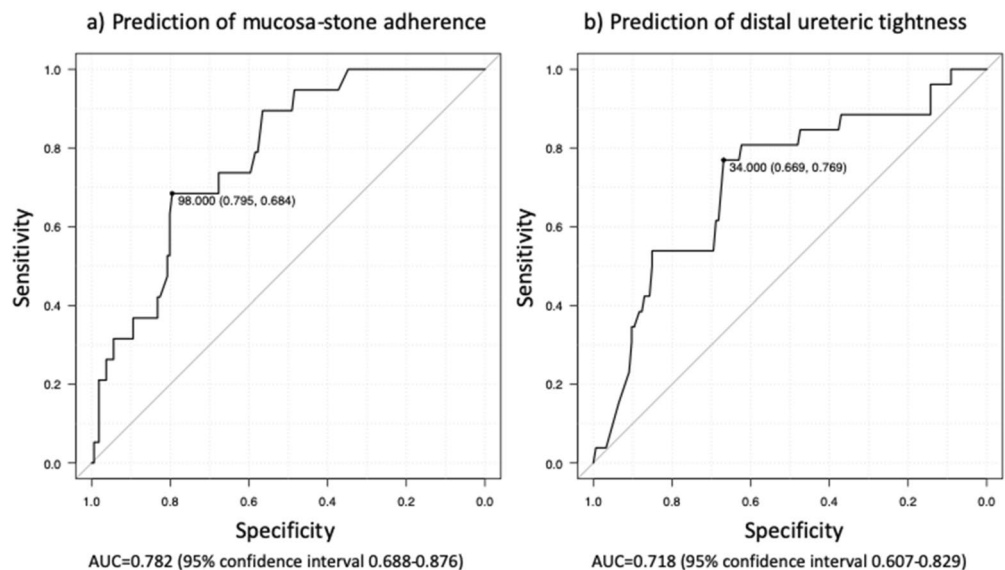 a) Prediction of mucosa-stone adherence
1.0
0.8
0.6
0.4
0.2
0.0
Sensitivity
98.000 (0.795, 0.684)
1.0 0.8 0.6 0.4 0.2 0.0
Specificity
AUC=0.782 (95% confidence interval 0.688-0.876)
b) Prediction of distal ureteric tightness
1.0
0.8
0.6
0.4
0.2
0.0
Sensitivity
34.000 (0.669, 0.769)
1.0 0.8 0.6 0.4 0.2 0.0
Specificity
AUC=0.718 (95% confidence interval 0.607-0.829)